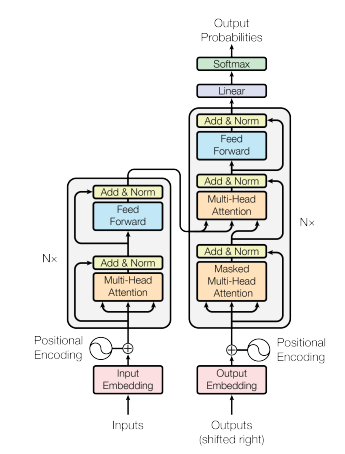 Output
Probabilities
Softmax
Linear
Add & Norm
Feed
Forward
Add & Norm
Multi-Head
Attention
Add & Norm
Masked
Multi-Head
Attention
Nx
Add & Norm
Feed
Forward
Nx
Add & Norm
Multi-Head
Attention
Positional
Encoding
Positional
Encoding
Input
Embedding
Output
Embedding
Inputs
Outputs
(shifted right)